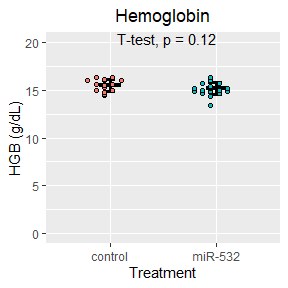 Hemoglobin
T-test, p = 0.12
20
15
10
5
0
HGB (g/dL)
control miR-532
Treatment